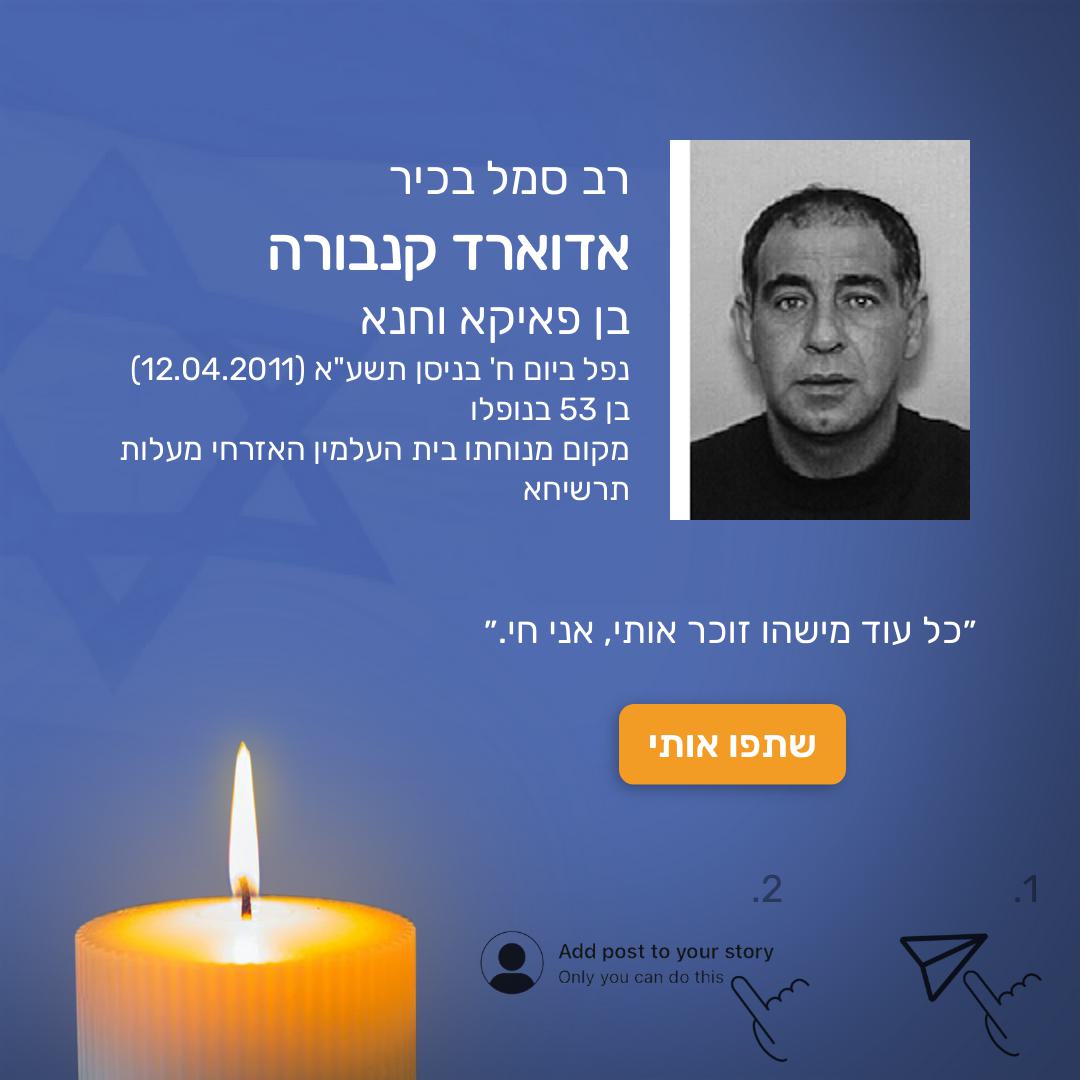 רב סמל בכיר
אדוארד קנבורה
בן פאיקא וחנא
נפל ביום ח' בניסן תשע"א (12.04.2011)
בן 53 בנופלו
מקום מנוחתו בית העלמין האזרחי מעלות
תרשיחא
״כל עוד מישהו זוכר אותי, אני חי.״
שתפו אותי
.1
.2
Add post to your story
Only you can do this